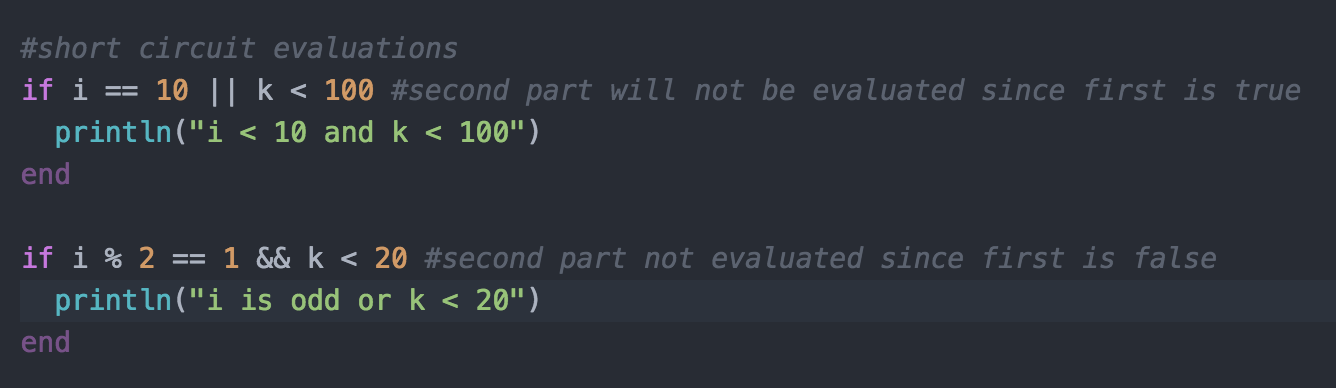 #short circuit evaluations
if i == 10 || k < 100 #second part will not be evaluated since first is true
  println("i < 10 and k < 100")
end

if i % 2 == 1 && k < 20 #second part not evaluated since first is false
  println("i is odd or k < 20")
end